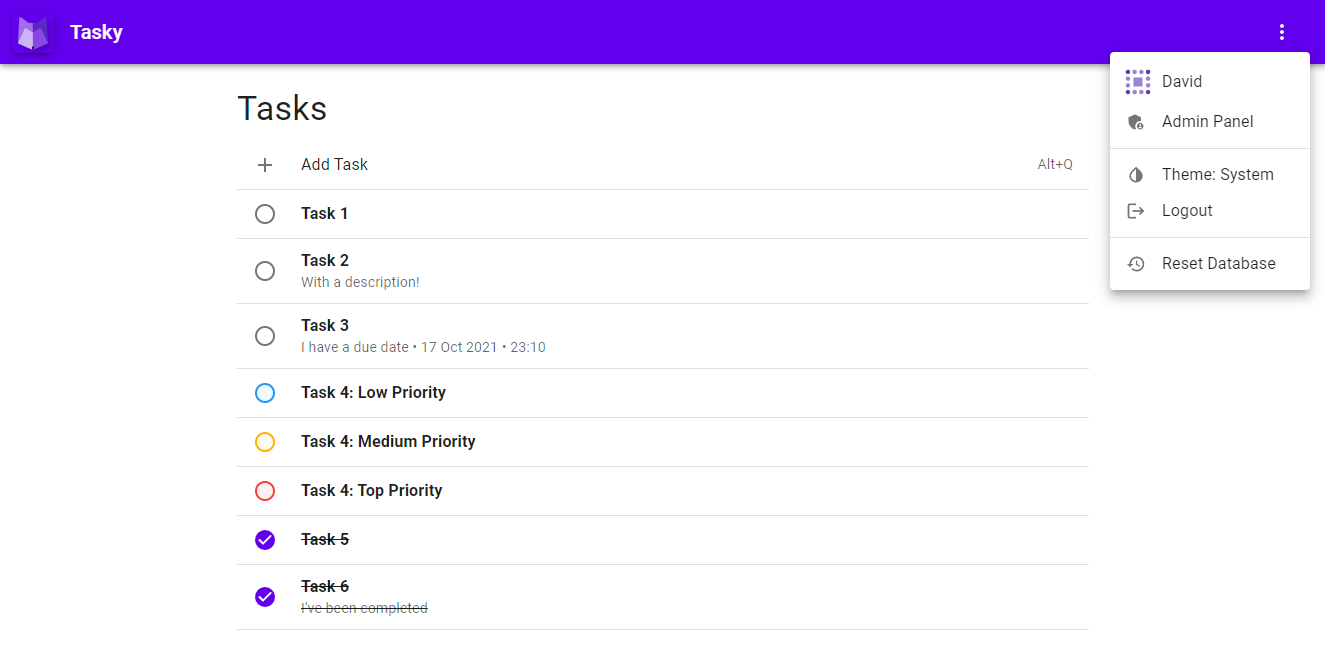 Tasky
David
Admin Panel
Theme: System
Logout
Reset Database
Tasks
Add Task Alt+Q
Task 1
Task 2
With a description!
Task 3
I have a due date • 17 Oct 2021 • 23:10
Task 4: Low Priority
Task 4: Medium Priority
Task 4: Top Priority
Task 5
Task 6
I've been completed